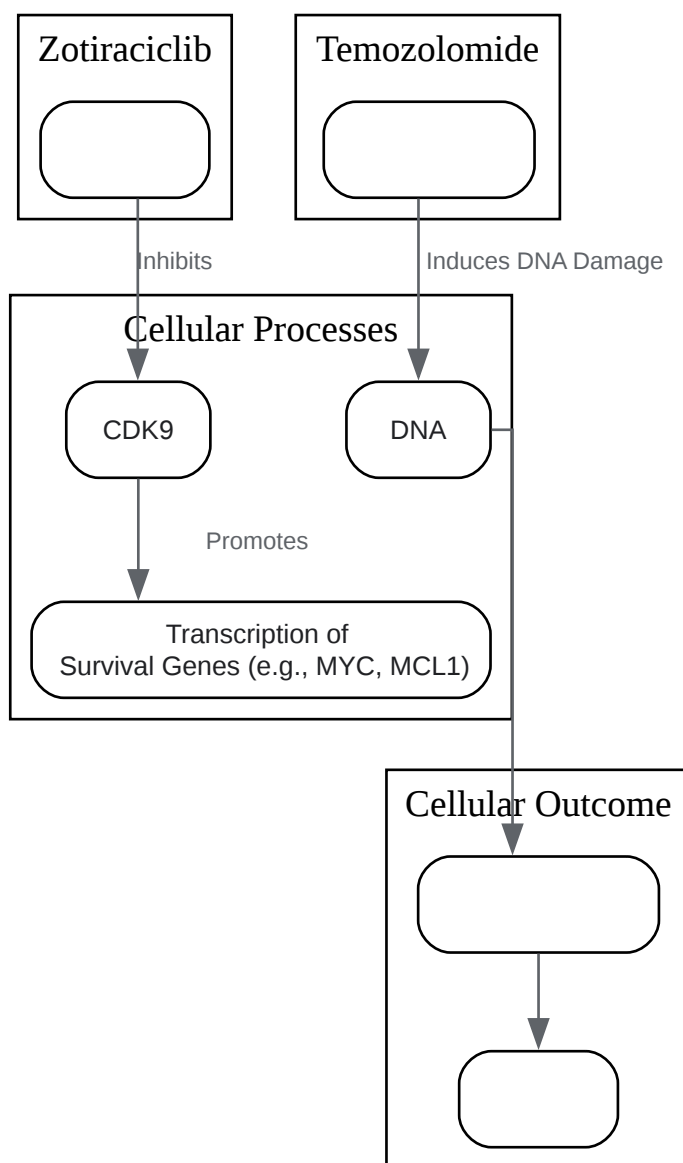 Zotiraciclib
Temozolomide
Inhibits
Induces DNA Damage
Cellular Processes
CDK9
DNA
Promotes
Transcription of
Survival Genes (e.g., MYC, MCL1)
Cellular Outcome